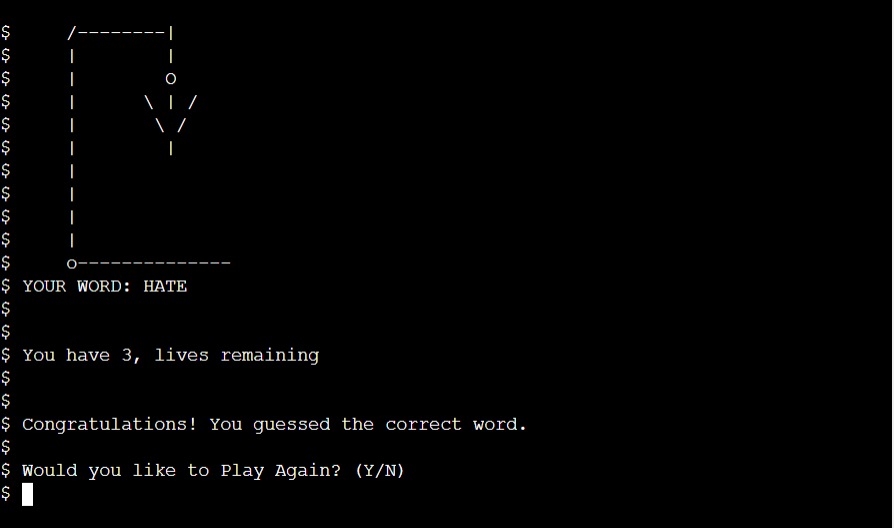 $     /--------|
$     |        |
$     |        O
$     |      \ | /
$     |       \ /
$     |        |
$     |
$     |
$     |
$     |
$     o--------------
$ YOUR WORD: HATE
$
$
$ You have 3, lives remaining
$
$
$ Congratulations! You guessed the correct word.
$
$ Would you like to Play Again? (Y/N)
$